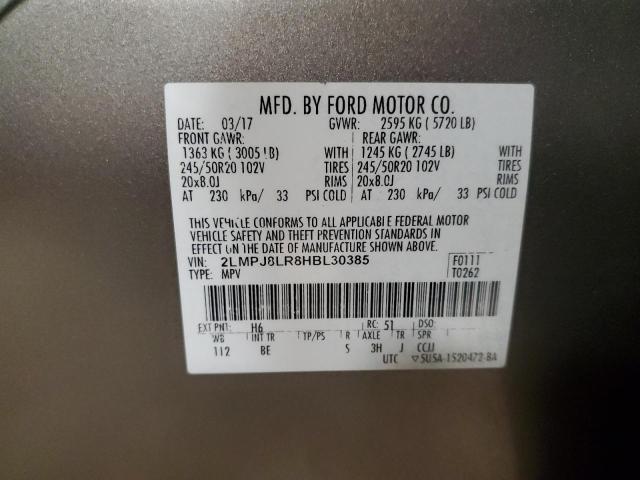 MFD. BY FORD MOTOR CO.
DATE: 03/17 GVWR: 2595 KG ( 5720 LB)
FRONT GAWR: REAR GAWR:
1363 KG ( 3005 LB) WITH 1245 KG ( 2745 LB) WITH
245/50R20 102V TIRES 245/50R20 102V TIRES
20x8.0J RIMS 20x8.0J RIMS
AT 230 kPa/ 33 PSI COLD AT 230 kPa/ 33 PSI COLD
THIS VEHICLE CONFORMS TO ALL APPLICABLE FEDERAL MOTOR
VEHICLE SAFETY AND THEFT PREVENTION STANDARDS IN
EFFECT ON THE DATE OF MANUFACTURE SHOWN ABOVE.
VIN: 2LMPJ8LR8HBL30385 F0111
TYPE: MPV T0262
EXT PNT: H6 RC: 51 DSO:
WB INT TR TP/PS R AXLE TR SPR
112 BE S 3H J CCJJ
UTC ▽5U5A-1520472-BA